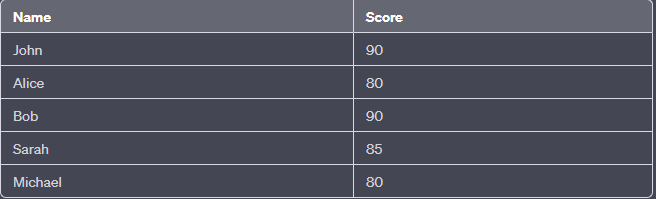 Name Score
John 90
Alice 80
Bob 90
Sarah 85
Michael 80